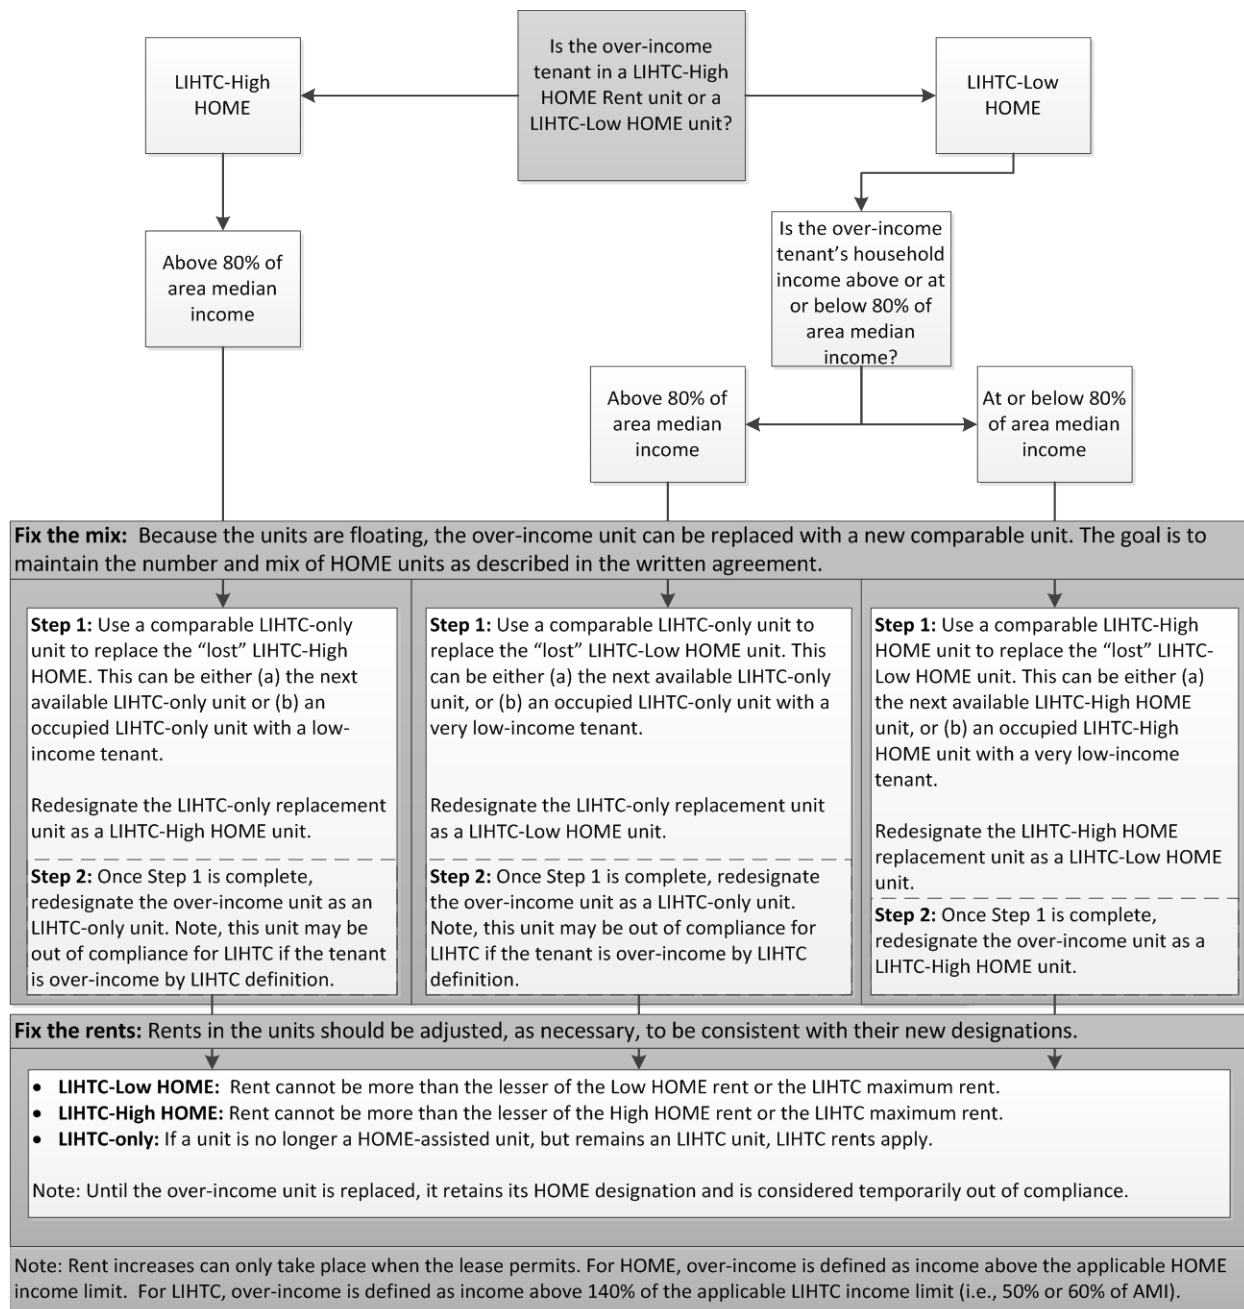 Is the over-income
tenant in a LIHTC-High
HOME Rent unit or a
LIHTC-Low HOME unit?
LIHTC-High
HOME
LIHTC-Low
HOME
Above 80% of
area median
income
Is the over-income
tenant’s household
income above or at
or below 80% of
area median
income?
Above 80% of
area median
income
At or below 80%
of area median
income
Fix the mix: Because the units are floating, the over-income unit can be replaced with a new comparable unit. The goal is to
maintain the number and mix of HOME units as described in the written agreement.
Step 1: Use a comparable LIHTC-only
unit to replace the “lost” LIHTC-High
HOME. This can be either (a) the next
available LIHTC-only unit or (b) an
occupied LIHTC-only unit with a low-
income tenant.
Redesignate the LIHTC-only replacement
unit as a LIHTC-High HOME unit.
Step 2: Once Step 1 is complete,
redesignate the over-income unit as an
LIHTC-only unit. Note, this unit may be
out of compliance for LIHTC if the tenant
is over-income by LIHTC definition.
Step 1: Use a comparable LIHTC-only unit to
replace the “lost” LIHTC-Low HOME unit. This
can be either (a) the next available LIHTC-only
unit, or (b) an occupied LIHTC-only unit with a
very low-income tenant.
Redesignate the LIHTC-only replacement unit
as a LIHTC-Low HOME unit.
Step 2: Once Step 1 is complete, redesignate
the over-income unit as a LIHTC-only unit.
Note, this unit may be out of compliance for
LIHTC if the tenant is over-income by LIHTC
definition.
Step 1: Use a comparable LIHTC-High
HOME unit to replace the “lost” LIHTC-
Low HOME unit. This can be either (a)
the next available LIHTC-High HOME
unit, or (b) an occupied LIHTC-High
HOME unit with a very low-income
tenant.
Redesignate the LIHTC-High HOME
replacement unit as a LIHTC-Low HOME
unit.
Step 2: Once Step 1 is complete,
redesignate the over-income unit as a
LIHTC-High HOME unit.
Fix the rents: Rents in the units should be adjusted, as necessary, to be consistent with their new designations.
• LIHTC-Low HOME: Rent cannot be more than the lesser of the Low HOME rent or the LIHTC maximum rent.
• LIHTC-High HOME: Rent cannot be more than the lesser of the High HOME rent or the LIHTC maximum rent.
• LIHTC-only: If a unit is no longer a HOME-assisted unit, but remains an LIHTC unit, LIHTC rents apply.
Note: Until the over-income unit is replaced, it retains its HOME designation and is considered temporarily out of compliance.
Note: Rent increases can only take place when the lease permits. For HOME, over-income is defined as income above the applicable HOME
income limit. For LIHTC, over-income is defined as income above 140% of the applicable LIHTC income limit (i.e., 50% or 60% of AMI).